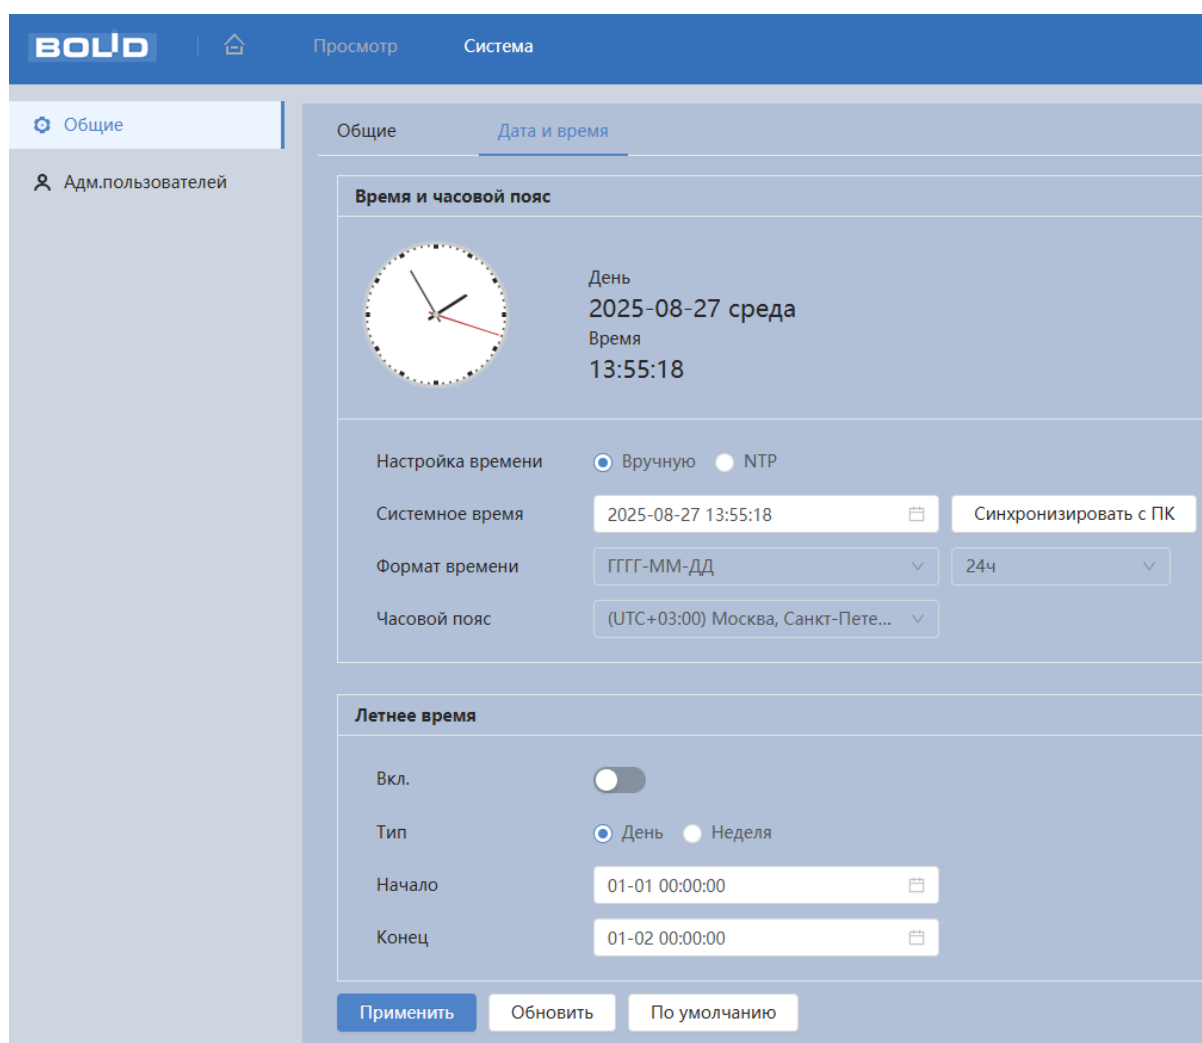 BOLID Просмотр Система
Общие
Адм.пользователей
Общие Дата и время
Время и часовой пояс
День
2025-08-27 среда
Время
13:55:18
Настройка времени Вручную NTP
Системное время 2025-08-27 13:55:18 Синхронизировать с ПК
Формат времени ГГГГ-ММ-ДД 24ч
Часовой пояс (UTC+03:00) Москва, Санкт-Пете...
Летнее время
Вкл.
Тип День Неделя
Начало 01-01 00:00:00
Конец 01-02 00:00:00
Применить Обновить По умолчанию